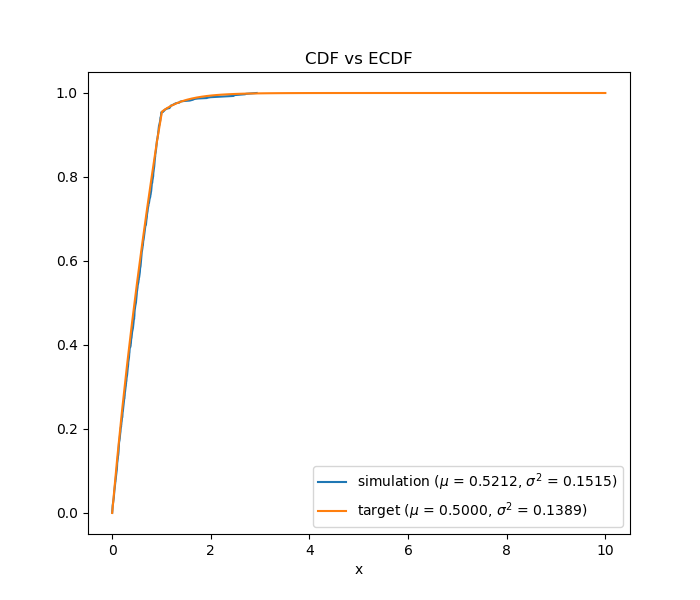 CDF vs ECDF
1.0
0.8
0.6
0.4
0.2
0.0
simulation (μ = 0.5212, σ² = 0.1515)
target (μ = 0.5000, σ² = 0.1389)
0 2 4 6 8 10
x